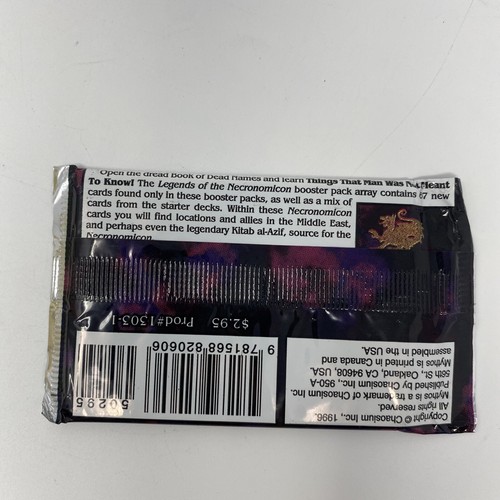 Open the dread Book of Dead Names and learn Things That Man Was Not Meant
To Know! The Legends of the Necronomicon booster pack array contains 67 new
cards found only in these booster packs, as well as a mix of
cards from the starter decks. Within these Necronomicon
cards you will find locations and allies in the Middle East,
and perhaps even the legendary Kitab al-Azif, source for the
Necronomicon
$2.95 Prod#1303-1
9 781568 820606
50295
Copyright © Chaosium Inc., 1996.
All rights reserved.
Mythos is a trademark of Chaosium Inc.
Published by Chaosium Inc., 950-A
56th St., Oakland, CA 94608, USA.
Mythos is printed in Canada and
assembled in the USA.